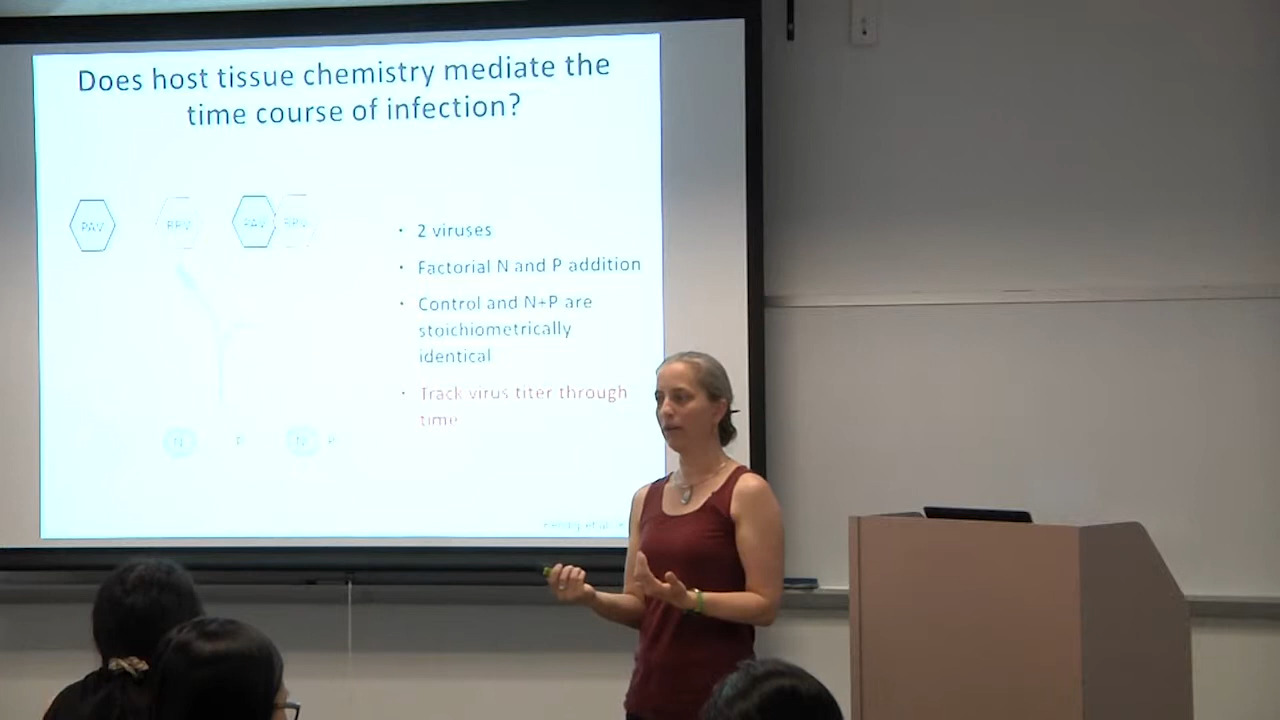 Does host tissue chemistry mediate the
time course of infection?
PAV RPV PAV RPV
• 2 viruses
• Factorial N and P addition
• Control and N+P are
stoichiometrically
identical
• Track virus titer through
time
N P N P